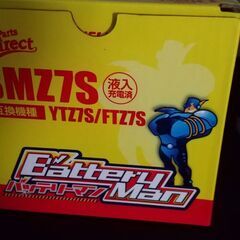 Parts
Direct
BMZ7S
液入
充電済
互換機種 YTZ7S/FTZ7S
Battery Man
バッテリーマン